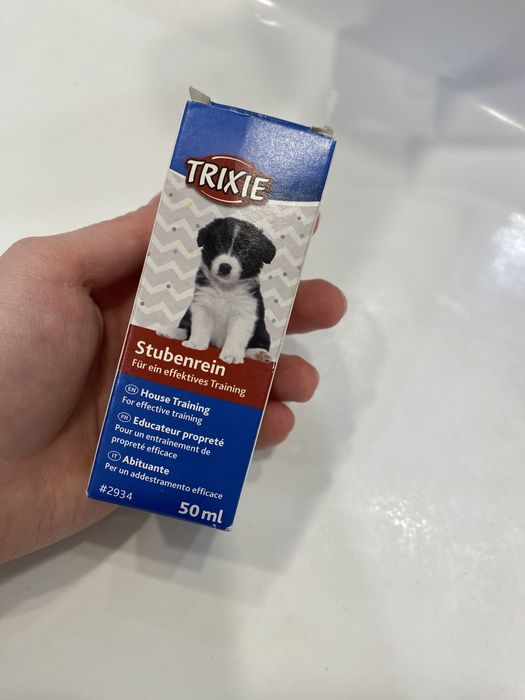 TRIXIE
Stubenrein
Für ein effektives Training
EN House Training
For effective training
FR Educateur propreté
Pour un entraînement de
propreté efficace
IT Abituante
Per un addestramento efficace
#2934
50 ml